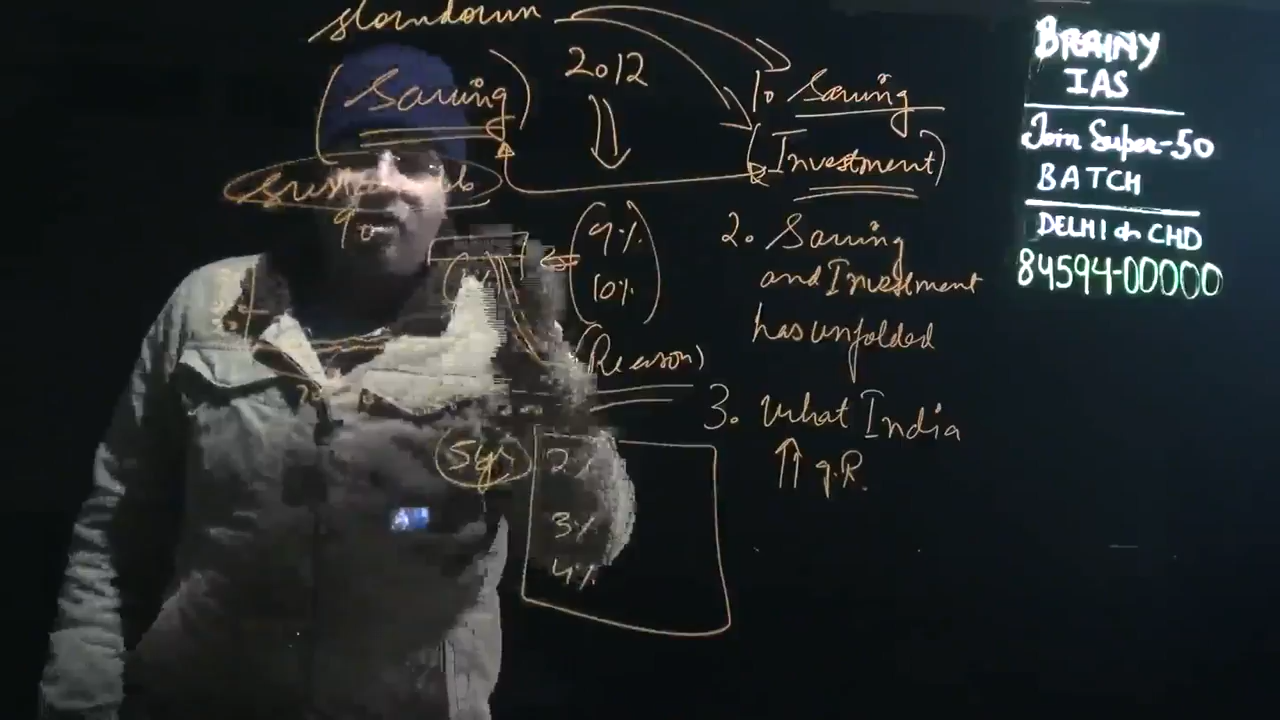 slowdown
(Saving)
2012
1. Saving
(Investment)
9%
10%
2. Saving
and Investment
has unfolded
(Reason)
3. What India
g.R.
5yr
2%
3%
4%
BRAINY
IAS
Join Super-50
BATCH
DELHI & CHD
84594-00000